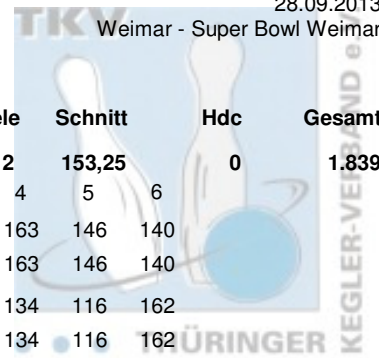 28.09.2013
TKV
Weimar - Super Bowl Weimar
ele Schnitt Hdc Gesamt
2 153,25 0 1.839
4 5 6
163 146 140
163 146 140
134 116 162
134 116 162
THÜRINGER
KEGLER-VERBAND e.V.